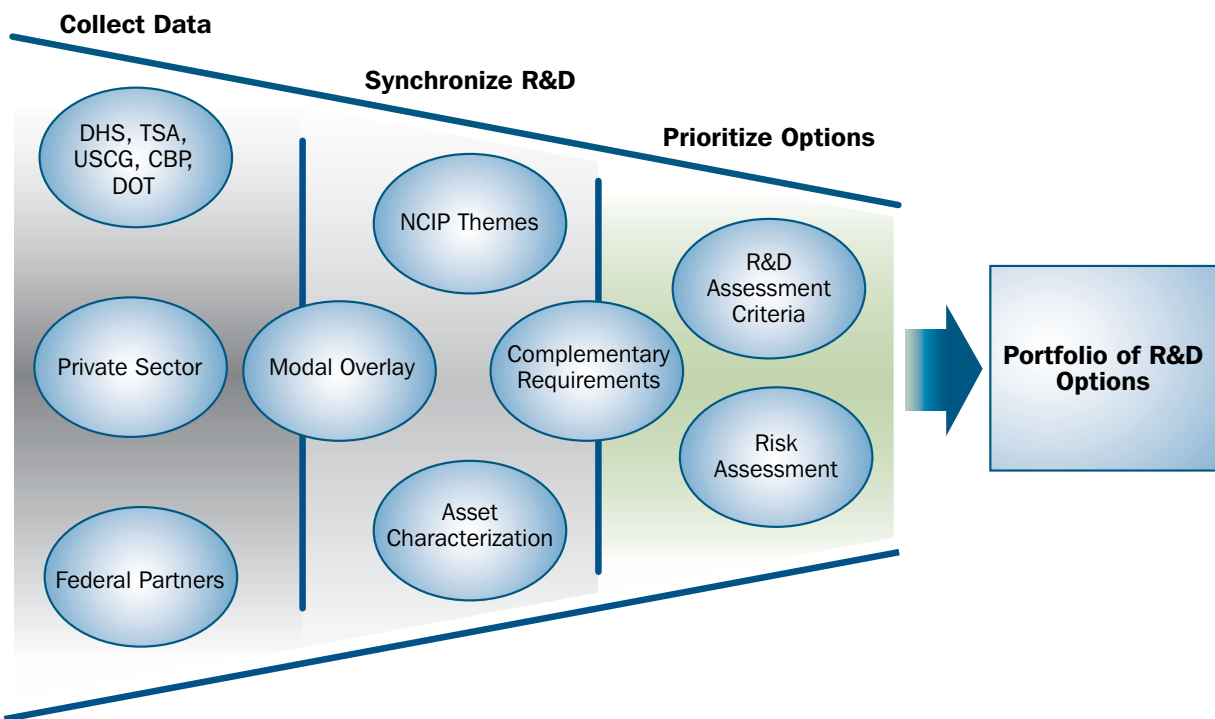 Collect Data
Synchronize R&D
Prioritize Options
DHS, TSA,
USCG, CBP,
DOT
Private Sector
Federal Partners
Modal Overlay
NCIP Themes
Asset
Characterization
Complementary
Requirements
R&D
Assessment
Criteria
Risk
Assessment
Portfolio of R&D
Options